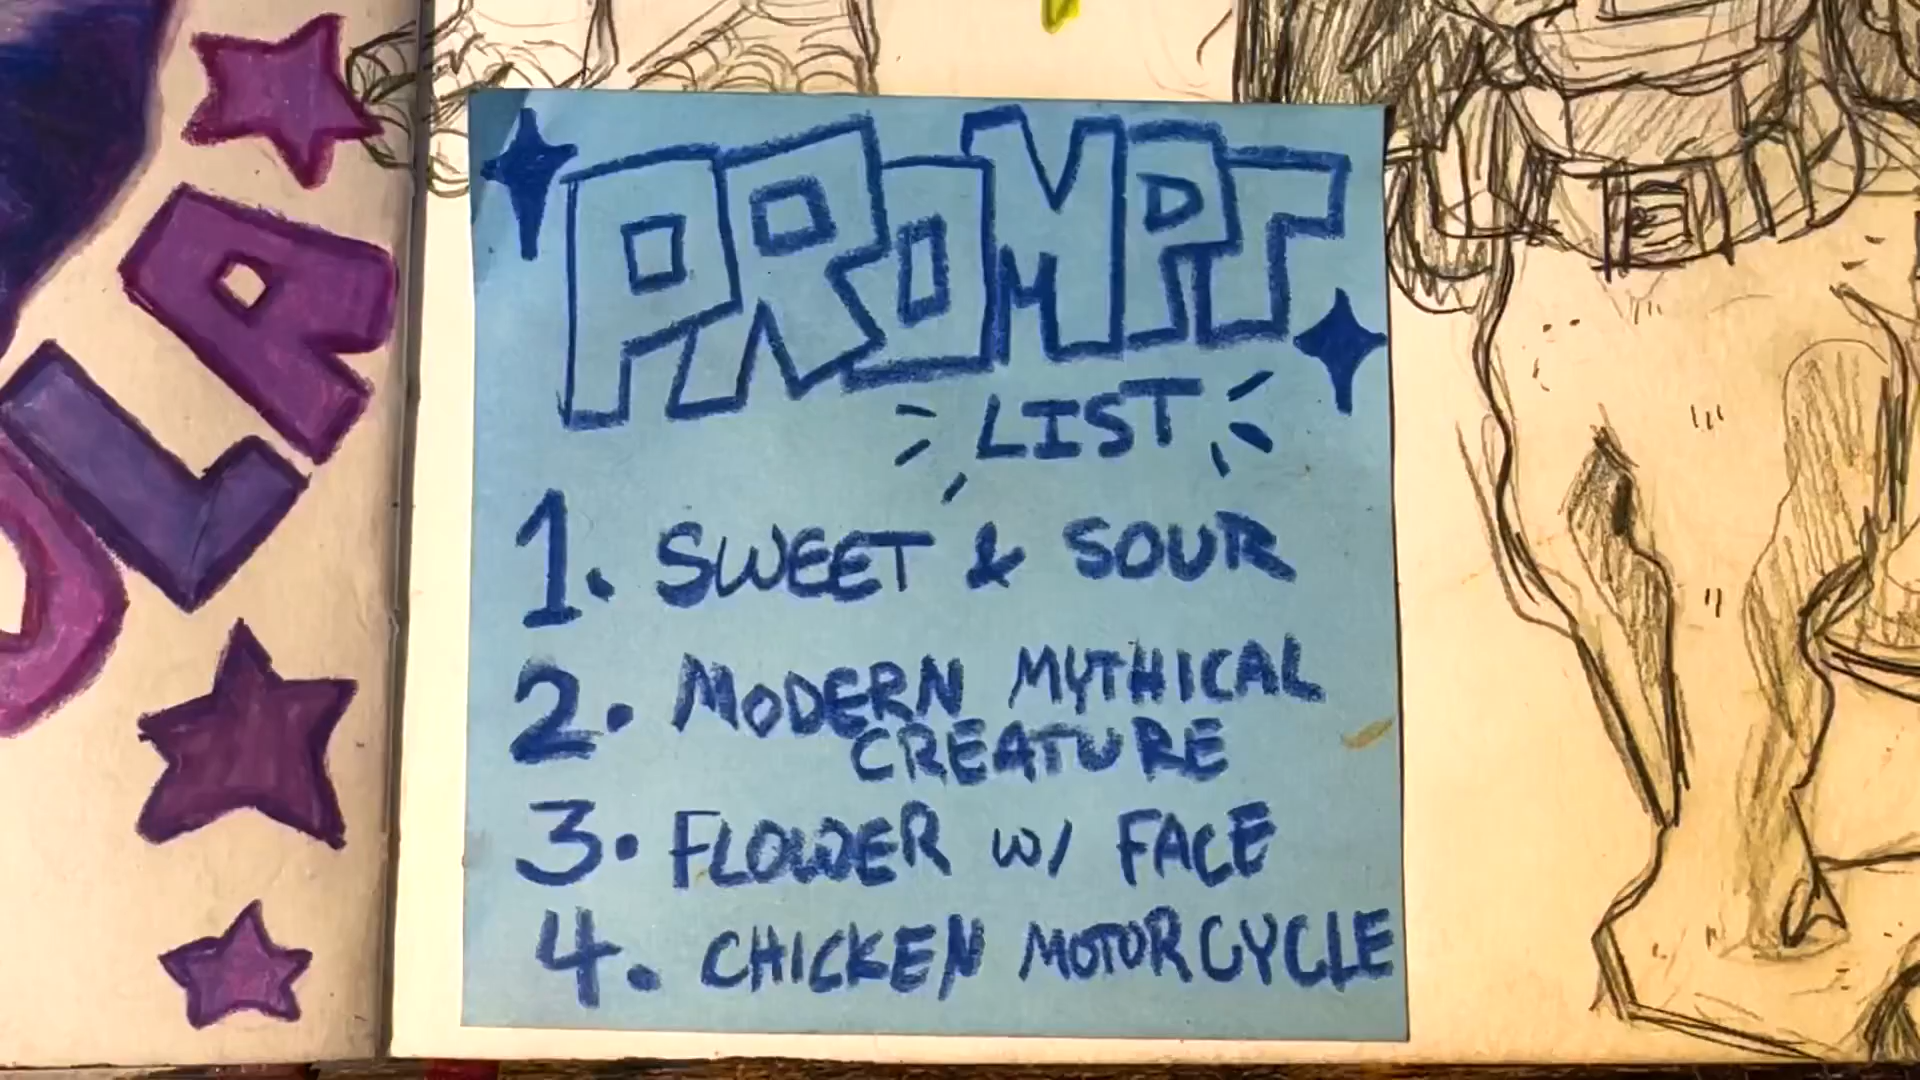 PROMPT
LIST
1. SWEET & SOUR
2. MODERN MYTHICAL
CREATURE
3. FLOWER W/ FACE
4. CHICKEN MOTORCYCLE